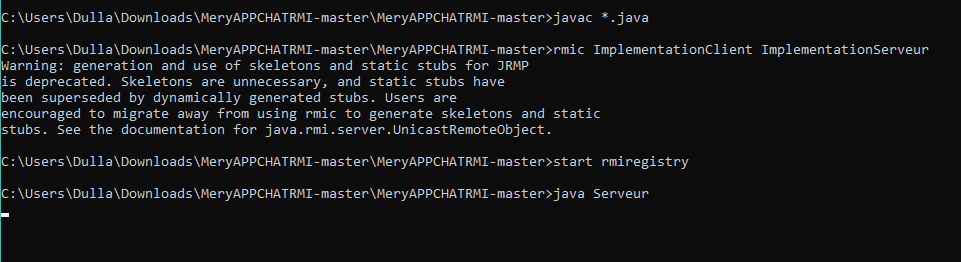 C:\Users\Dulla\Downloads\MeryAPPCHATRMI-master\MeryAPPCHATRMI-master>javac *.java
C:\Users\Dulla\Downloads\MeryAPPCHATRMI-master\MeryAPPCHATRMI-master>rmic ImplementationClient ImplementationServeur
Warning: generation and use of skeletons and static stubs for JRMP
is deprecated. Skeletons are unnecessary, and static stubs have
been superseded by dynamically generated stubs. Users are
encouraged to migrate away from using rmic to generate skeletons and static
stubs. See the documentation for java.rmi.server.UnicastRemoteObject.
C:\Users\Dulla\Downloads\MeryAPPCHATRMI-master\MeryAPPCHATRMI-master>start rmiregistry
C:\Users\Dulla\Downloads\MeryAPPCHATRMI-master\MeryAPPCHATRMI-master>java Serveur